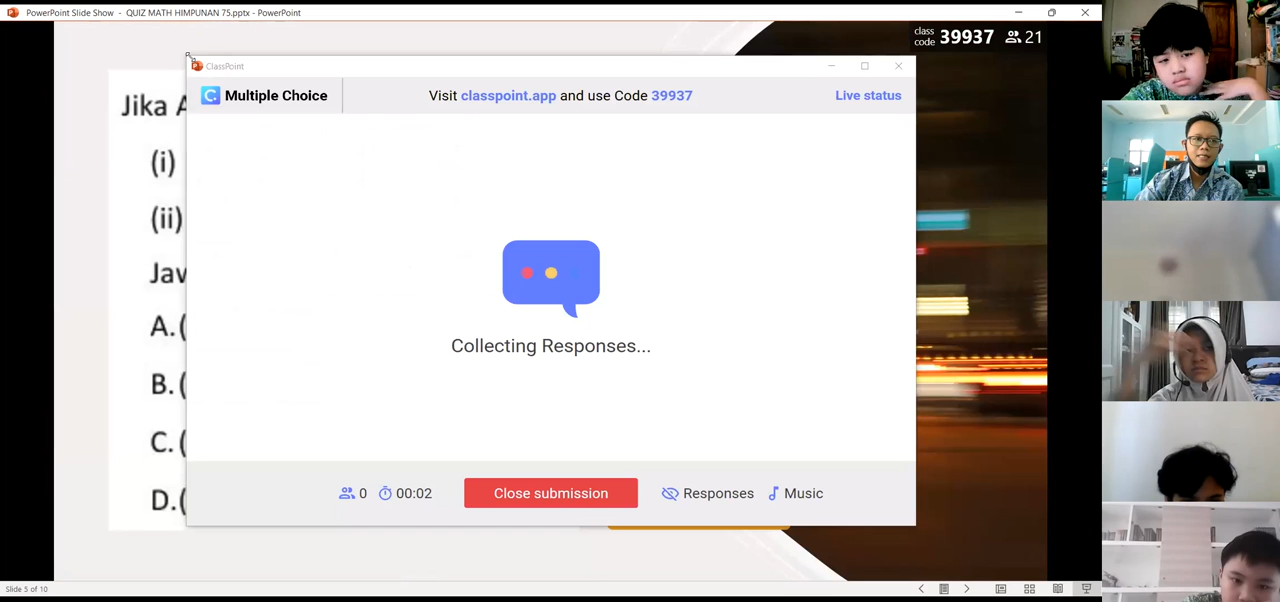 PowerPoint Slide Show - QUIZ MATH HIMPUNAN 75.pptx - PowerPoint
class code 39937 21
ClassPoint
Multiple Choice
Visit classpoint.app and use Code 39937
Live status
Jika A
(i)
(ii)
Jaw
A. (
B. (
C. (
D. (
Collecting Responses...
0 00:02 Close submission Responses Music
Slide 5 of 10